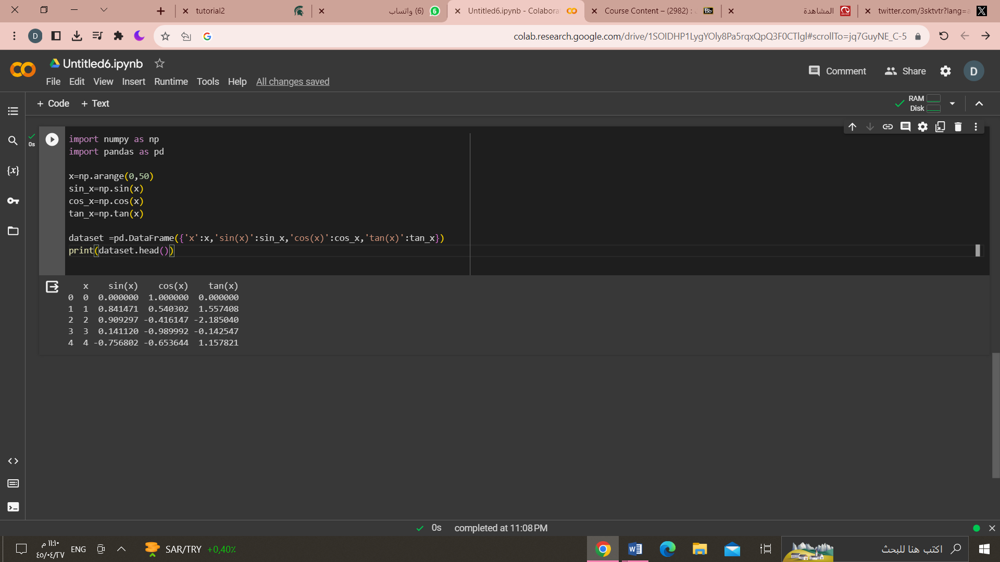 tutorial2
(6) واتساب
Untitled6.ipynb - Colabora
Course Content – (2982) :
المشاهدة
twitter.com/3sktvtr?lang=a
D
colab.research.google.com/drive/1SOIDHP1LygYOly8Pa5rqxQpQ3F0CTlgl#scrollTo=jq7GuyNE_C-5
Untitled6.ipynb
Comment
Share
D
File Edit View Insert Runtime Tools Help All changes saved
+ Code + Text
RAM
Disk
0s
{x}
import numpy as np
import pandas as pd
x=np.arange(0,50)
sin_x=np.sin(x)
cos_x=np.cos(x)
tan_x=np.tan(x)
dataset =pd.DataFrame({'x':x,'sin(x)':sin_x,'cos(x)':cos_x,'tan(x)':tan_x})
print(dataset.head())
x sin(x) cos(x) tan(x)
0 0 0.000000 1.000000 0.000000
1 1 0.841471 0.540302 1.557408
2 2 0.909297 -0.416147 -2.185040
3 3 0.141120 -0.989992 -0.142547
4 4 -0.756802 -0.653644 1.157821
0s completed at 11:08 PM
١١:١٠ م
٤٥/٠٤/٢٧
ENG
SAR/TRY +0,40٪
اكتب هنا للبحث